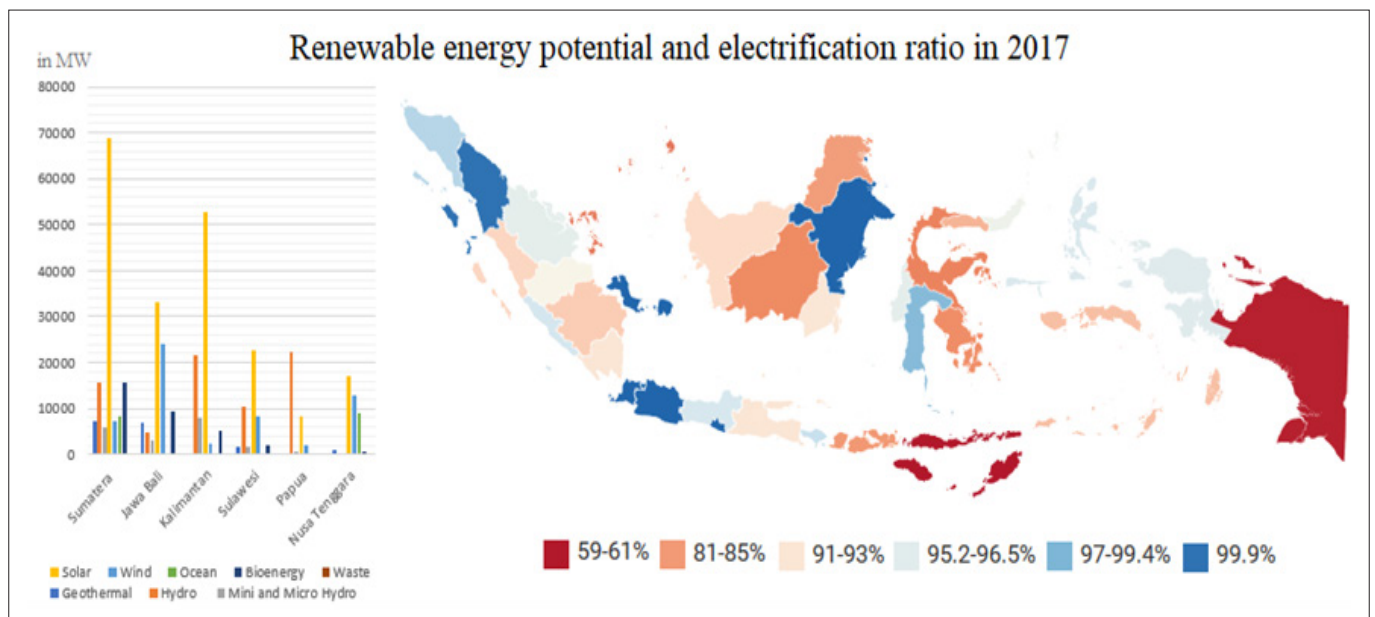 Renewable energy potential and electrification ratio in 2017
in MW
80000
70000
60000
50000
40000
30000
20000
10000
0
Sumatera
Jawa Bali
Kalimantan
Sulawesi
Papua
Nusa Tenggara
Solar Wind Ocean Bioenergy Waste
Geothermal Hydro Mini and Micro Hydro
59-61% 81-85% 91-93% 95.2-96.5% 97-99.4% 99.9%